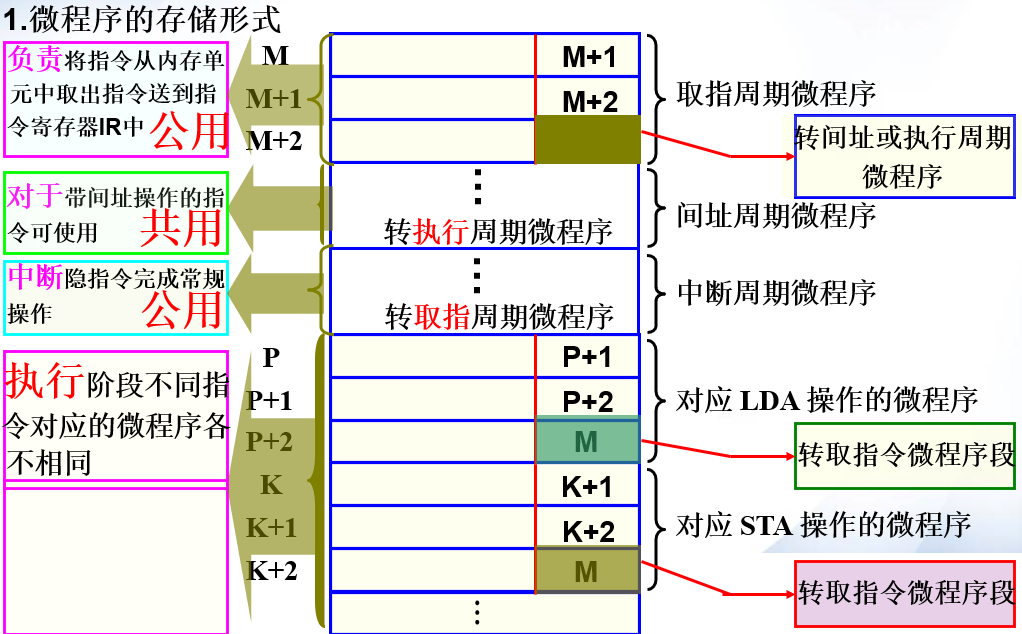 1.微程序的存储形式
负责将指令从内存单
元中取出指令送到指
令寄存器IR中 公用
对于带间址操作的指
令可使用 共用
中断隐指令完成常规
操作 公用
执行阶段不同指
令对应的微程序各
不相同
M
M+1
M+2
P
P+1
P+2
K
K+1
K+2
M+1
M+2
⋮
转执行周期微程序
⋮
转取指周期微程序
P+1
P+2
M
K+1
K+2
M
⋮
取指周期微程序
间址周期微程序
中断周期微程序
对应 LDA 操作的微程序
对应 STA 操作的微程序
转间址或执行周期
微程序
转取指令微程序段
转取指令微程序段